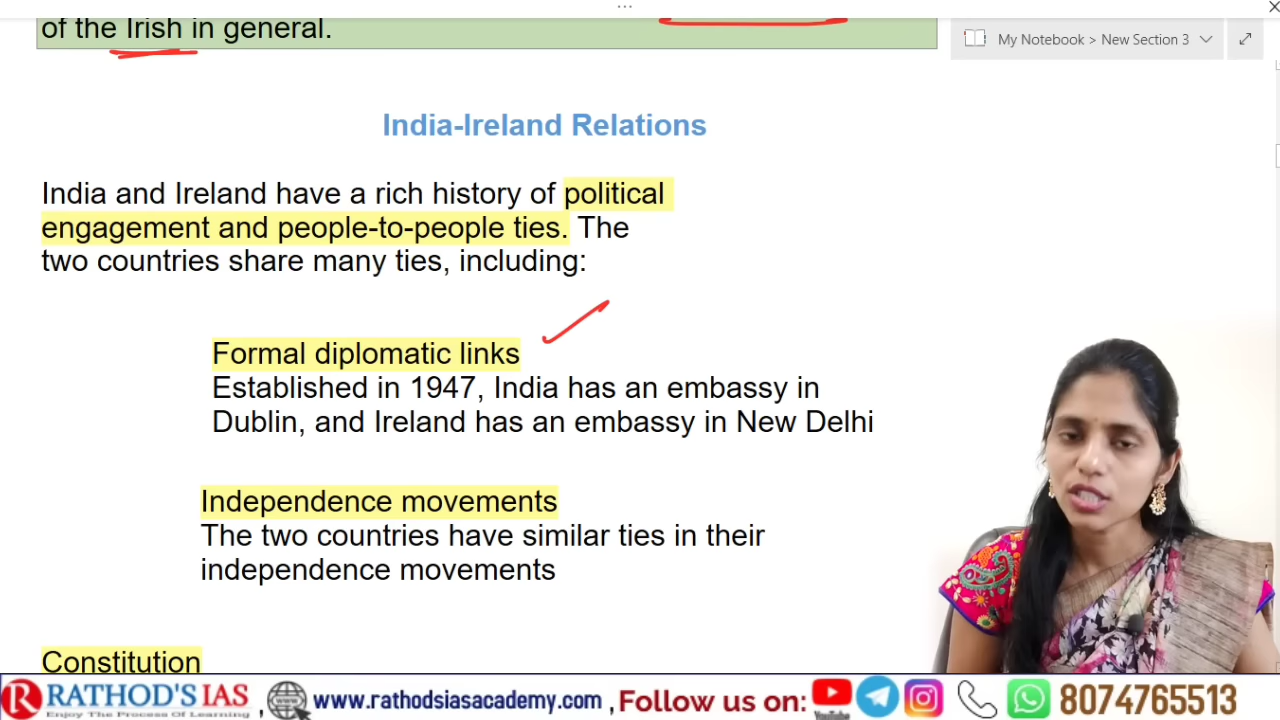 ...
of the Irish in general.
My Notebook > New Section 3
India-Ireland Relations
India and Ireland have a rich history of political
engagement and people-to-people ties. The
two countries share many ties, including:
Formal diplomatic links
Established in 1947, India has an embassy in
Dublin, and Ireland has an embassy in New Delhi
Independence movements
The two countries have similar ties in their
independence movements
Constitution
R RATHOD'S IAS
Enjoy The Process Of Learning
, www.rathodsiasacademy.com , Follow us on: YouTube 8074765513